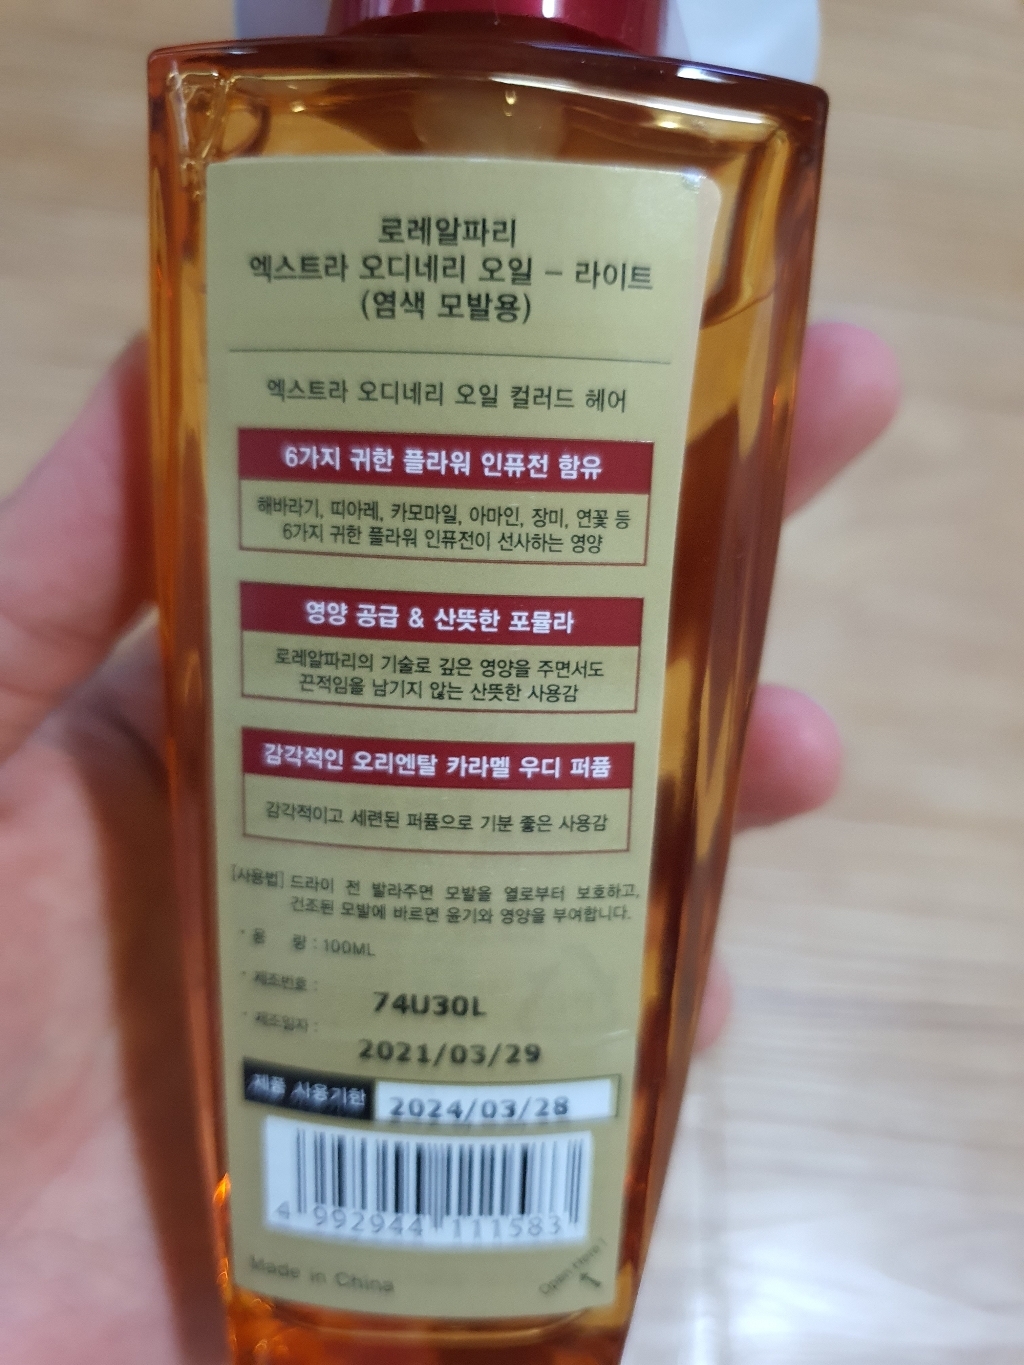 로레알파리
엑스트라 오디네리 오일 – 라이트
(염색 모발용)
엑스트라 오디네리 오일 컬러드 헤어
6가지 귀한 플라워 인퓨전 함유
해바라기, 띠아레, 카모마일, 아마인, 장미, 연꽃 등
6가지 귀한 플라워 인퓨전이 선사하는 영양
영양 공급 & 산뜻한 포뮬라
로레알파리의 기술로 깊은 영양을 주면서도
끈적임을 남기지 않는 산뜻한 사용감
감각적인 오리엔탈 카라멜 우디 퍼퓸
감각적이고 세련된 퍼퓸으로 기분 좋은 사용감
[사용법] 드라이 전 발라주면 모발을 열로부터 보호하고,
건조된 모발에 바르면 윤기와 영양을 부여합니다.
· 용 량 : 100ML
· 제조번호 :
74U30L
· 제조일자 :
2021/03/29
제품 사용기한 2024/03/28
4 992944 111583
Made in China
Open Here!